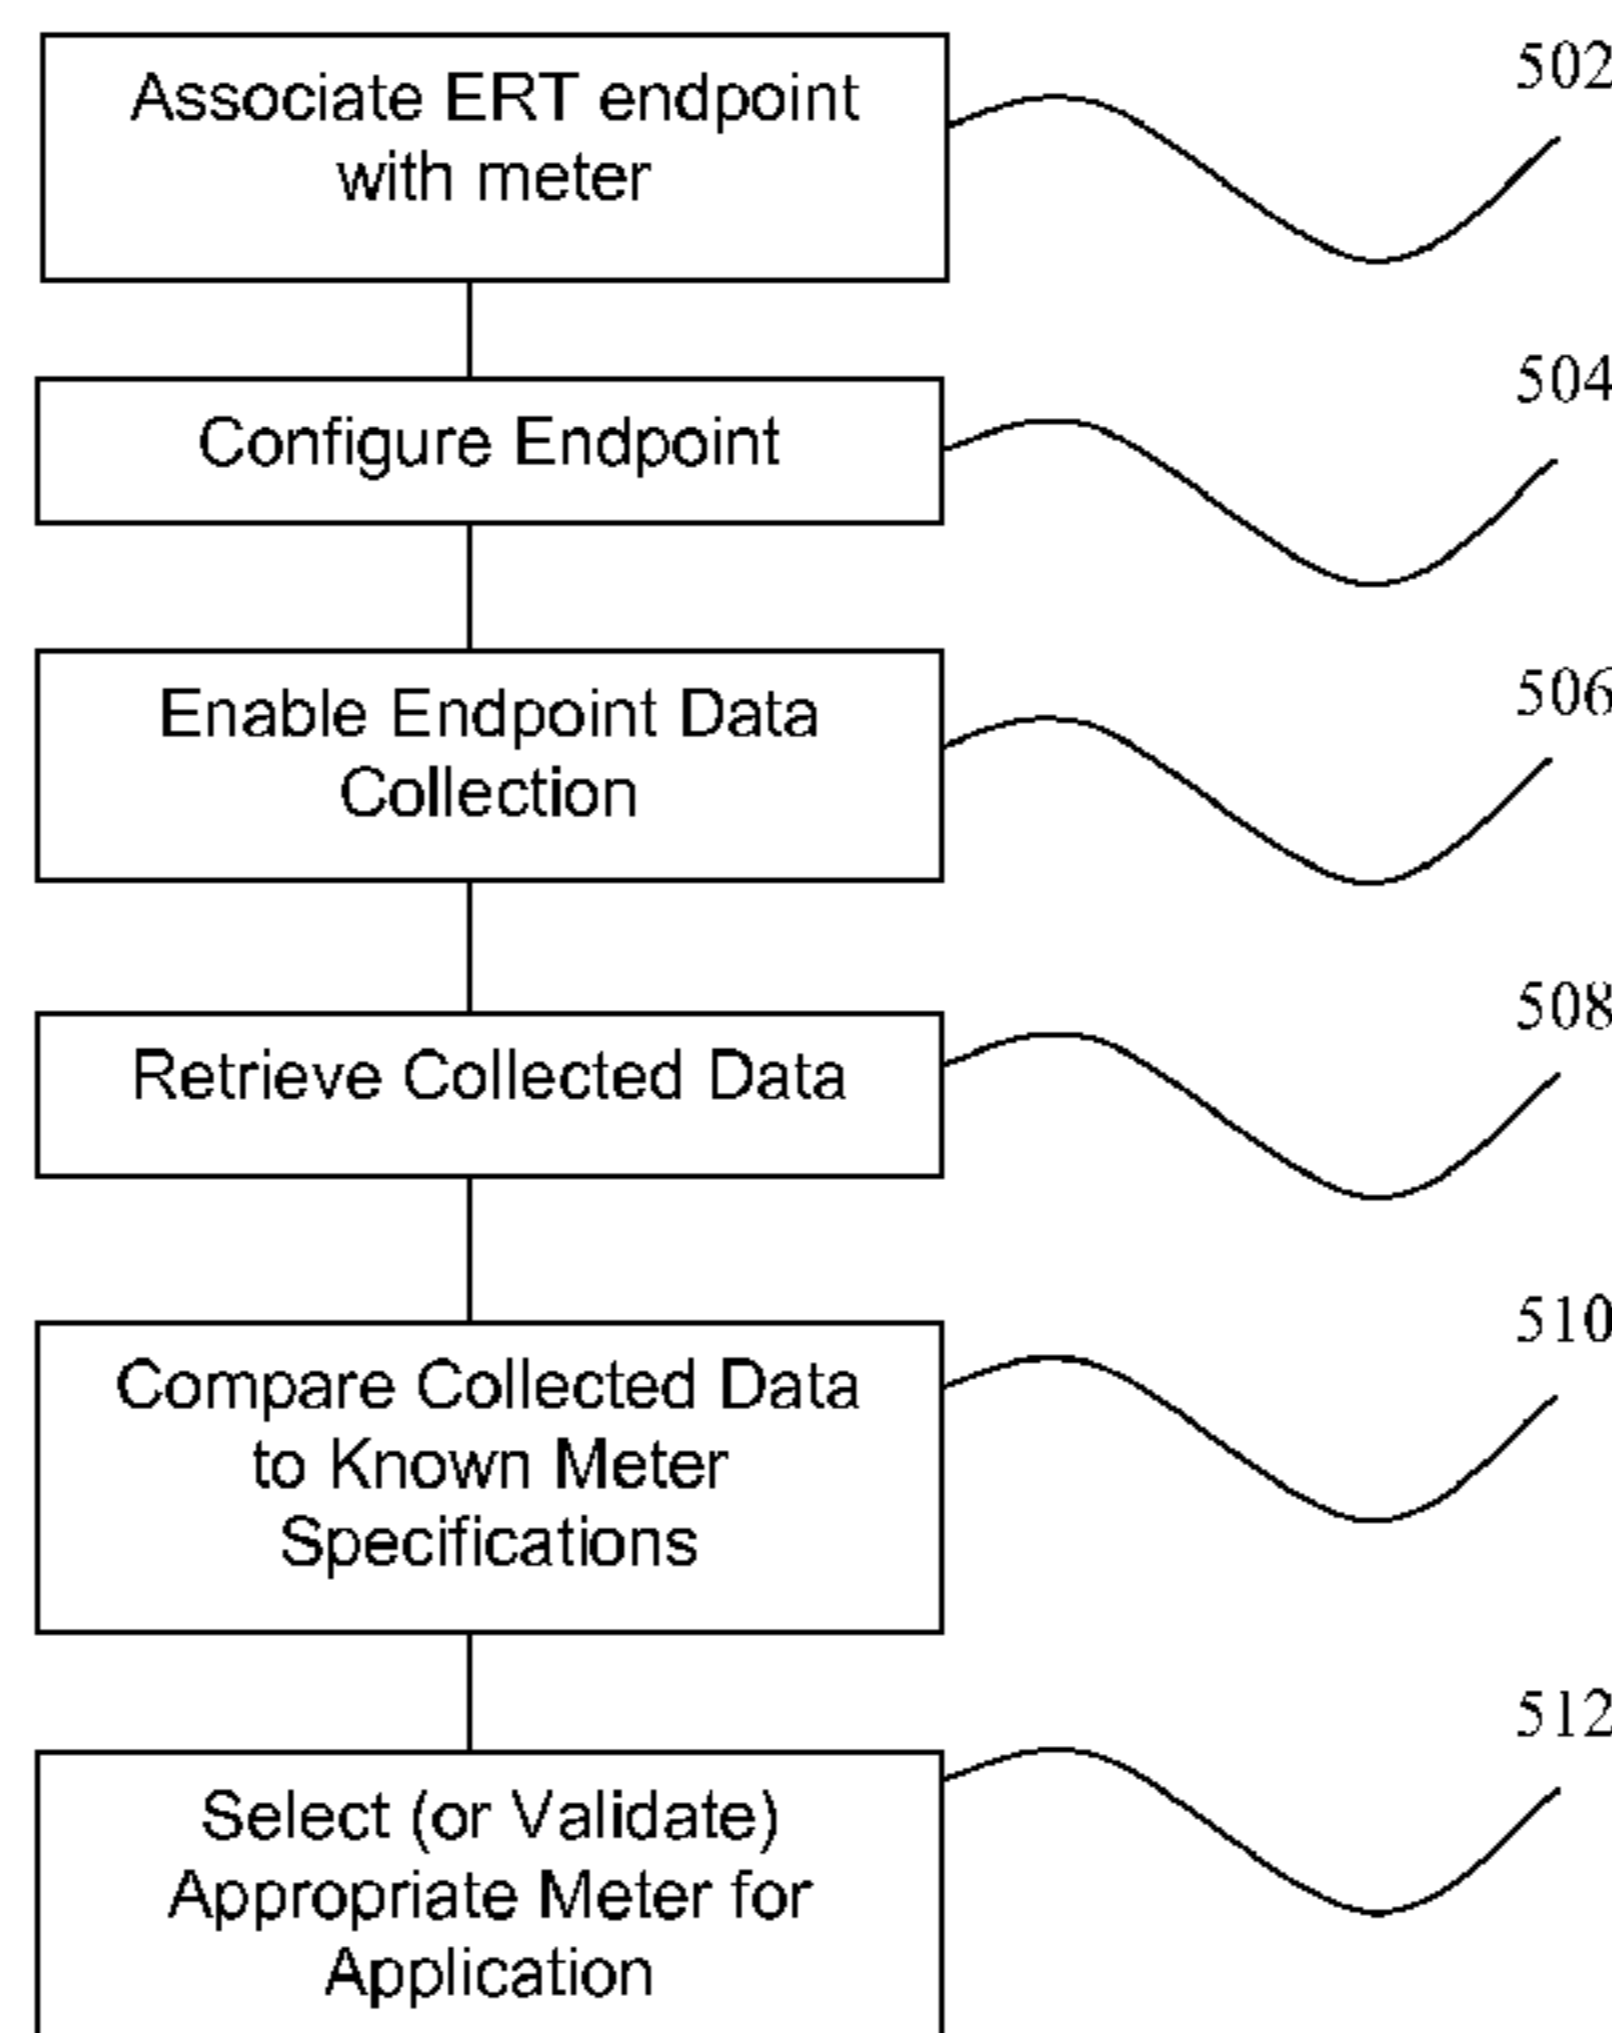 Associate ERT endpoint
with meter
502
Configure Endpoint
504
Enable Endpoint Data
Collection
506
Retrieve Collected Data
508
Compare Collected Data
to Known Meter
Specifications
510
Select (or Validate)
Appropriate Meter for
Application
512